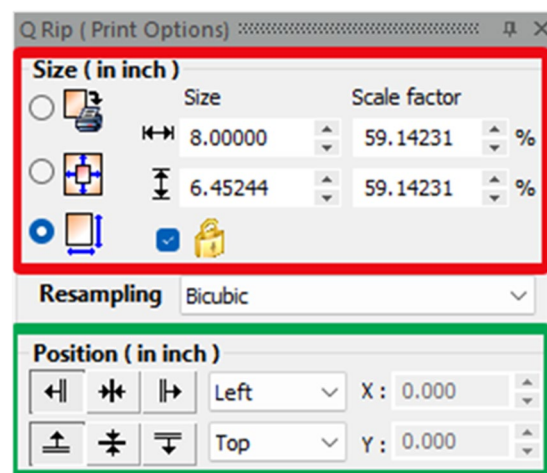 Q Rip ( Print Options)
Size ( in inch )
Size Scale factor
8.00000 59.14231 %
6.45244 59.14231 %
Resampling Bicubic
Position ( in inch )
Left X : 0.000
Top Y : 0.000